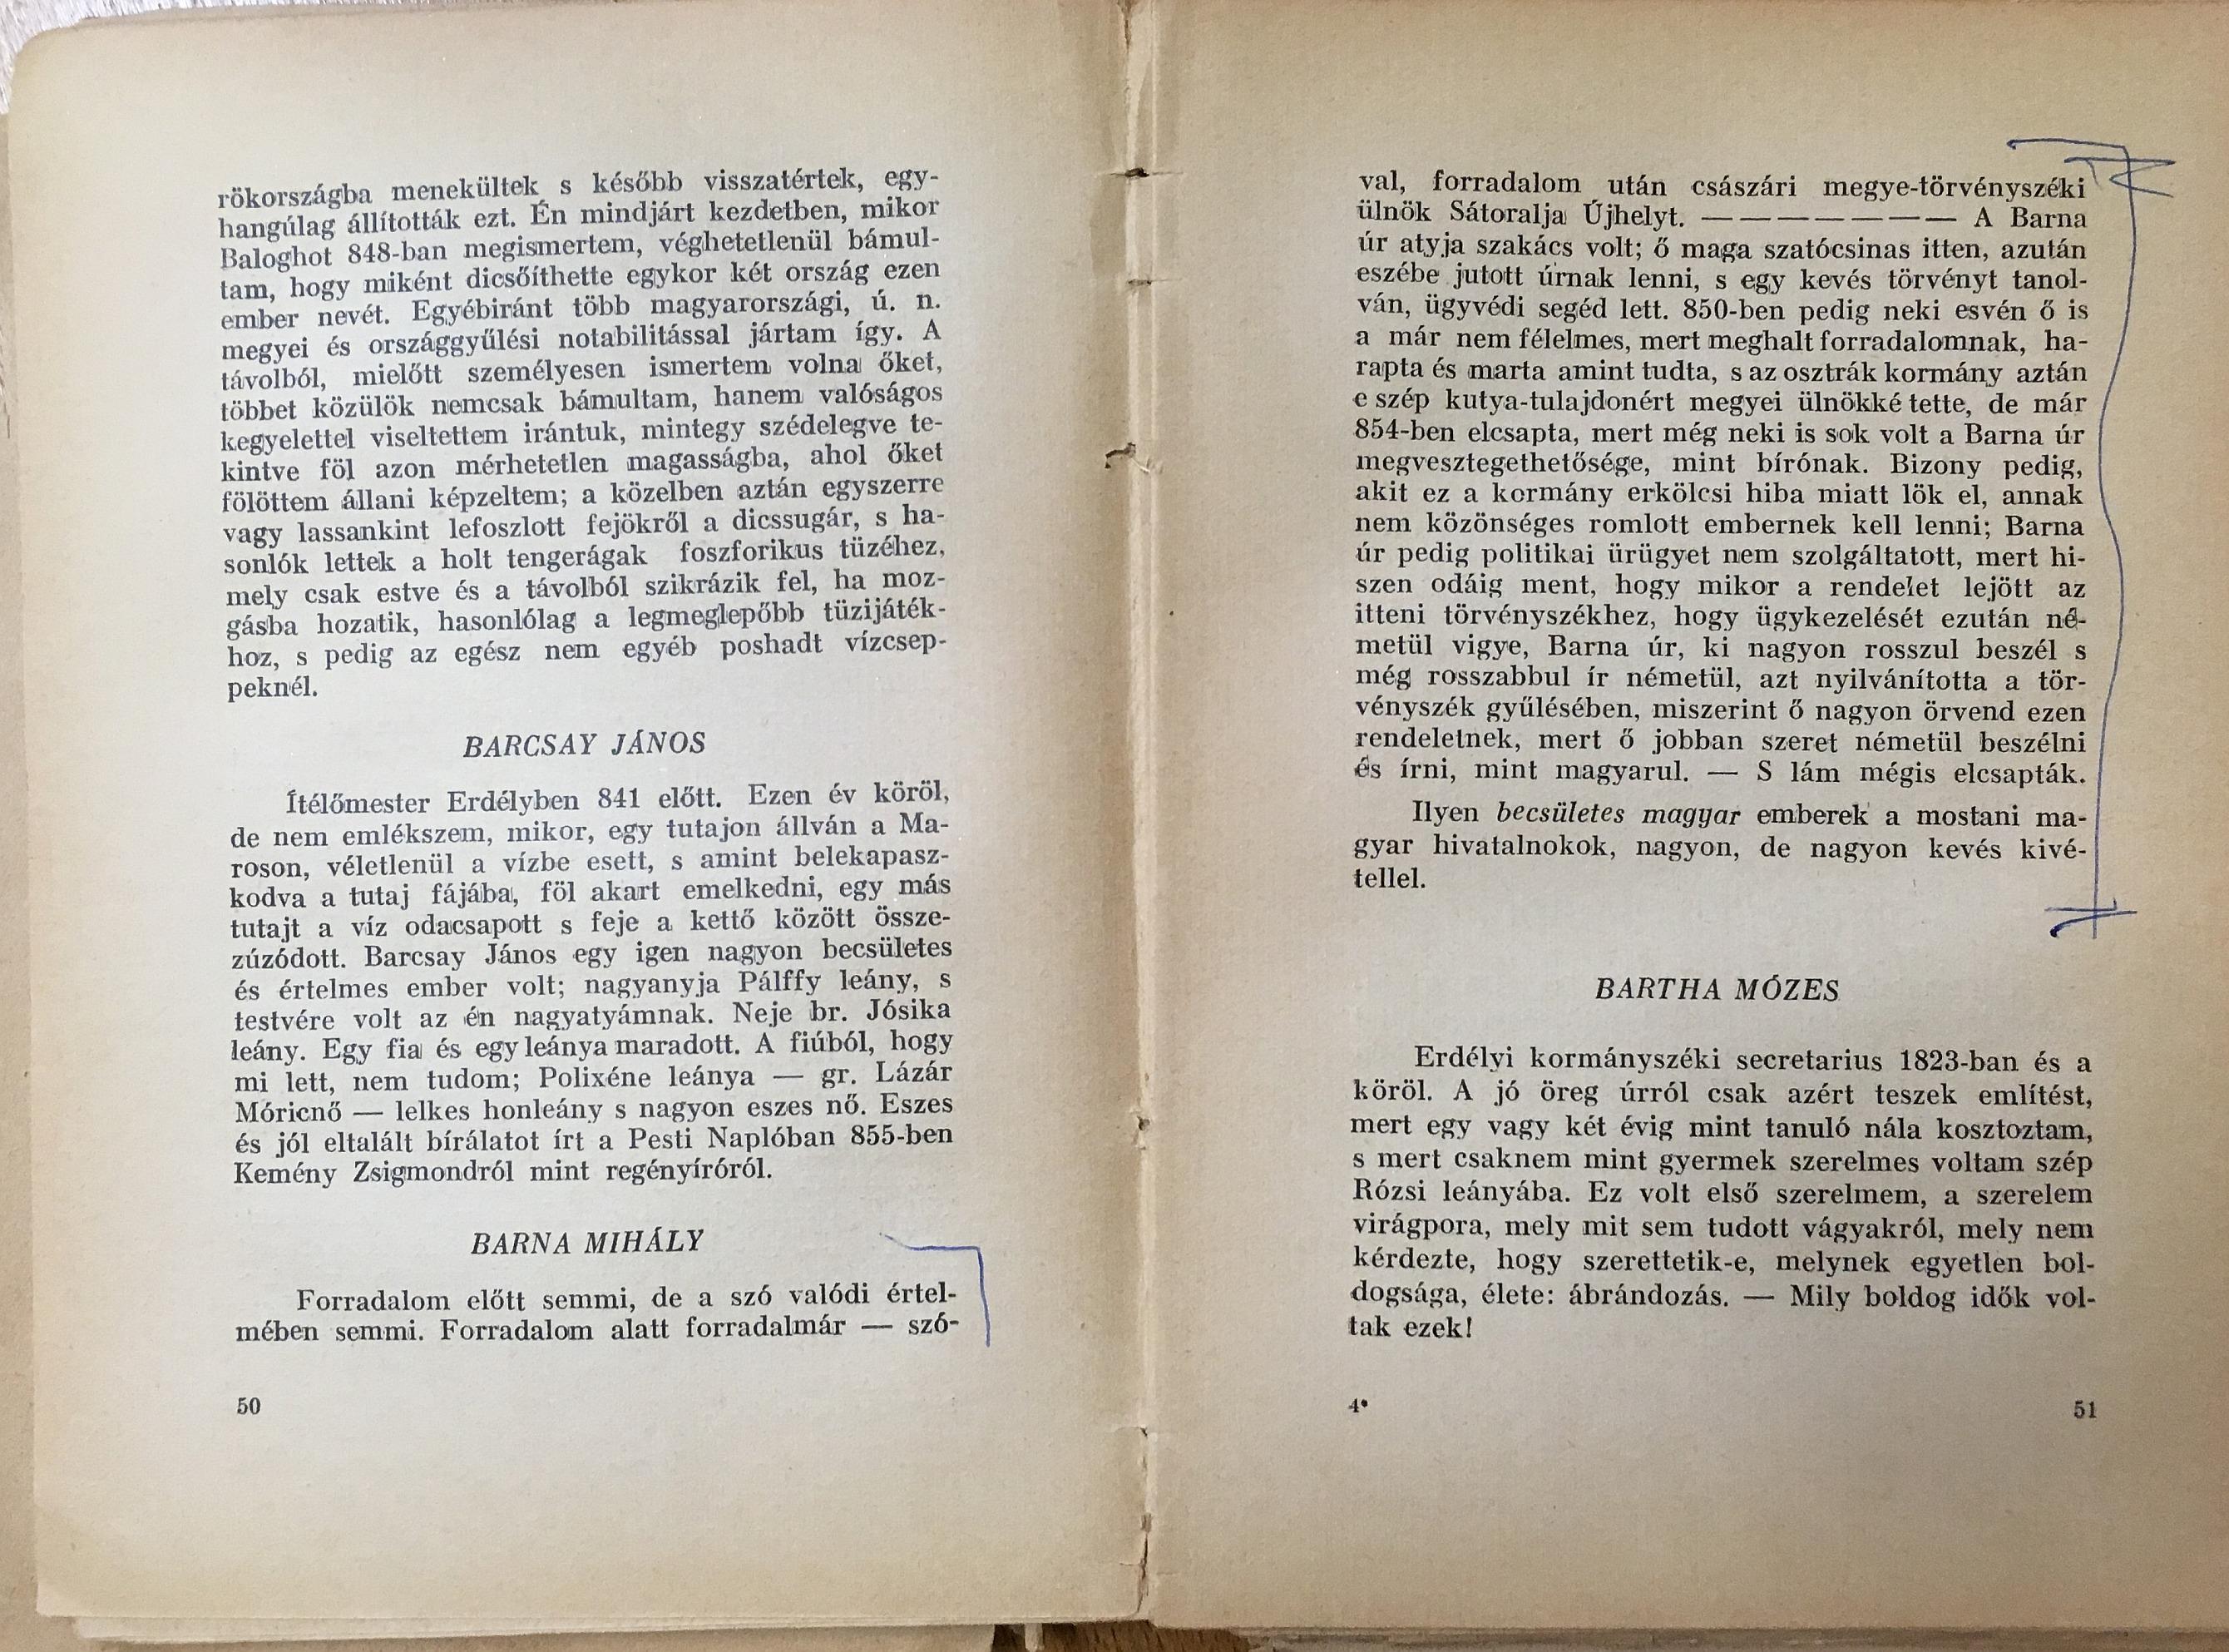 rökországba menekültek s később visszatértek, egy-
hangúlag állították ezt. Én mindjárt kezdetben, mikor
Baloghot 848-ban megismertem, véghetetlenül bámul-
tam, hogy miként dicsőíthette egykor két ország ezen
ember nevét. Egyébiránt több magyarországi, ú. n.
megyei és országgyűlési notabilitással jártam így. A
távolból, mielőtt személyesen ismertem volna őket,
többet közülök nemcsak bámultam, hanem valóságos
kegyelettel viseltettem irántuk, mintegy szédelegve te-
kintve föl azon mérhetetlen magasságba, ahol őket
fölöttem állani képzeltem; a közelben aztán egyszerre
vagy lassankint lefoszlott fejökről a dicssugár, s ha-
sonlók lettek a holt tengerágak foszforikus tüzéhez,
mely csak estve és a távolból szikrázik fel, ha moz-
gásba hozatik, hasonlólag a legmeglepőbb tüzijáték-
hoz, s pedig az egész nem egyéb poshadt vízcsep-
peknél.
BARCSAY JÁNOS
Ítélőmester Erdélyben 841 előtt. Ezen év köröl,
de nem emlékszem, mikor, egy tutajon állván a Ma-
roson, véletlenül a vízbe esett, s amint belekapasz-
kodva a tutaj fájába, föl akart emelkedni, egy más
tutajt a víz odacsapott s feje a kettő között össze-
zúzódott. Barcsay János egy igen nagyon becsületes
és értelmes ember volt; nagyanyja Pálffy leány, s
testvére volt az én nagyatyámnak. Neje br. Jósika
leány. Egy fia és egy leánya maradott. A fiúból, hogy
mi lett, nem tudom; Polixéne leánya — gr. Lázár
Móricnő — lelkes honleány s nagyon eszes nő. Eszes
és jól eltalált bírálatot írt a Pesti Naplóban 855-ben
Kemény Zsigmondról mint regényíróról.
BARNA MIHÁLY
Forradalom előtt semmi, de a szó valódi értel-
mében semmi. Forradalom alatt forradalmár — szó-
50
val, forradalom után császári megye-törvényszéki
ülnök Sátoralja Újhelyt. — — — — — — — A Barna
úr atyja szakács volt; ő maga szatócsinas itten, azután
eszébe jutott úrnak lenni, s egy kevés törvényt tanol-
ván, ügyvédi segéd lett. 850-ben pedig neki esvén ő is
a már nem félelmes, mert meghalt forradalomnak, ha-
rapta és marta amint tudta, s az osztrák kormány aztán
e szép kutya-tulajdonért megyei ülnökké tette, de már
854-ben elcsapta, mert még neki is sok volt a Barna úr
megvesztegethetősége, mint bírónak. Bizony pedig,
akit ez a kormány erkölcsi hiba miatt lök el, annak
nem közönséges romlott embernek kell lenni; Barna
úr pedig politikai ürügyet nem szolgáltatott, mert hi-
szen odáig ment, hogy mikor a rendelet lejött az
itteni törvényszékhez, hogy ügykezelését ezután né-
metül vigye, Barna úr, ki nagyon rosszul beszél s
még rosszabbul ír németül, azt nyilvánította a tör-
vényszék gyűlésében, miszerint ő nagyon örvend ezen
rendeletnek, mert ő jobban szeret németül beszélni
és írni, mint magyarul. — S lám mégis elcsapták.
Ilyen becsületes magyar emberek a mostani ma-
gyar hivatalnokok, nagyon, de nagyon kevés kivé-
tellel.
BARTHA MÓZES
Erdélyi kormányszéki secretarius 1823-ban és a
köröl. A jó öreg úrról csak azért teszek említést,
mert egy vagy két évig mint tanuló nála kosztoztam,
s mert csaknem mint gyermek szerelmes voltam szép
Rózsi leányába. Ez volt első szerelmem, a szerelem
virágpora, mely mit sem tudott vágyakról, mely nem
kérdezte, hogy szerettetik-e, melynek egyetlen bol-
dogsága, élete: ábrándozás. — Mily boldog idők vol-
tak ezek!
4*
51